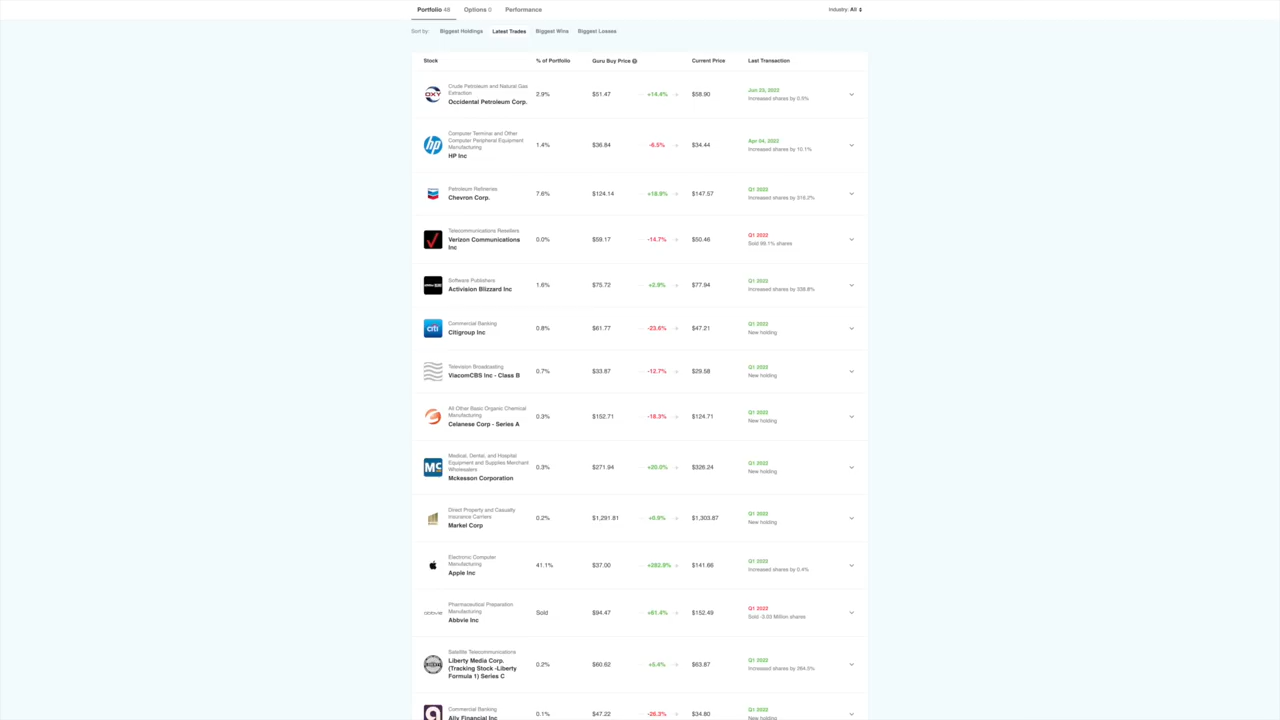 Portfolio 48 Options 0 Performance Industry: All
Sort by: Biggest Holdings Latest Trades Biggest Wins Biggest Losses
Stock % of Portfolio Guru Buy Price Current Price Last Transaction
Crude Petroleum and Natural Gas
Extraction
Occidental Petroleum Corp.
2.9% $51.47 +14.4% $58.90
Jun 23, 2022
Increased shares by 0.5%
OXY
Computer Terminal and Other
Computer Peripheral Equipment
Manufacturing
HP Inc
hp
1.4% $36.84 -6.5% $34.44
Apr 04, 2022
Increased shares by 10.1%
Petroleum Refineries
Chevron Corp.
7.6% $124.14 +18.9% $147.57
Q1 2022
Increased shares by 316.2%
Telecommunications Resellers
Verizon Communications
Inc
0.0% $59.17 -14.7% $50.46
Q1 2022
Sold 99.1% shares
Software Publishers
Activision Blizzard Inc
1.6% $75.72 +2.9% $77.94
Q1 2022
Increased shares by 338.8%
Commercial Banking
Citigroup Inc
citi
0.8% $61.77 -23.6% $47.21
Q1 2022
New holding
Television Broadcasting
ViacomCBS Inc - Class B
0.7% $33.87 -12.7% $29.58
Q1 2022
New holding
All Other Basic Organic Chemical
Manufacturing
Celanese Corp - Series A
0.3% $152.71 -18.3% $124.71
Q1 2022
New holding
Medical, Dental, and Hospital
Equipment and Supplies Merchant
Wholesalers
Mckesson Corporation
MC
0.3% $271.94 +20.0% $326.24
Q1 2022
New holding
Direct Property and Casualty
Insurance Carriers
Markel Corp
0.2% $1,291.81 +0.9% $1,303.87
Q1 2022
New holding
Electronic Computer
Manufacturing
Apple Inc
41.1% $37.00 +282.9% $141.66
Q1 2022
Increased shares by 0.4%
Pharmaceutical Preparation
Manufacturing
Abbvie Inc
abbvie
Sold $94.47 +61.4% $152.49
Q1 2022
Sold -3.03 Million shares
Satellite Telecommunications
Liberty Media Corp.
(Tracking Stock -Liberty
Formula 1) Series C
0.2% $60.62 +5.4% $63.87
Q1 2022
Increased shares by 264.0%
Commercial Banking
Ally Financial Inc
0.1% $47.22 -26.3% $34.80
Q1 2022
New holding